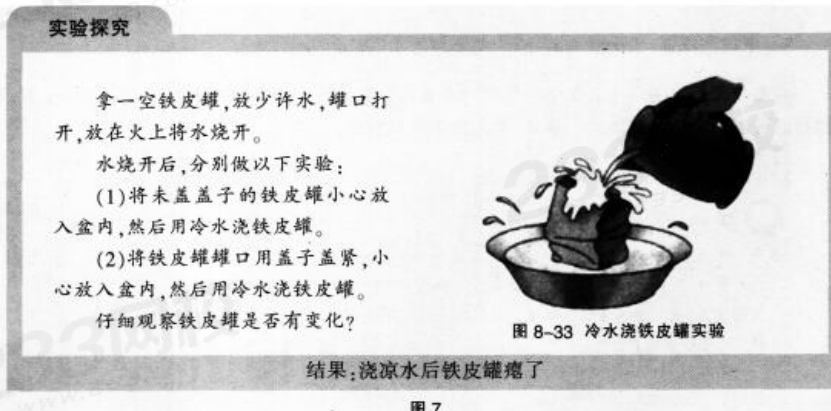 实验探究
拿一空铁皮罐,放少许水,罐口打
开,放在火上将水烧开。
水烧开后,分别做以下实验:
(1)将未盖盖子的铁皮罐小心放
入盆内,然后用冷水浇铁皮罐。
(2)将铁皮罐罐口用盖子盖紧,小
心放入盆内,然后用冷水浇铁皮罐。
仔细观察铁皮罐是否有变化?
图 8-33 冷水浇铁皮罐实验
结果:浇凉水后铁皮罐瘪了
图 7